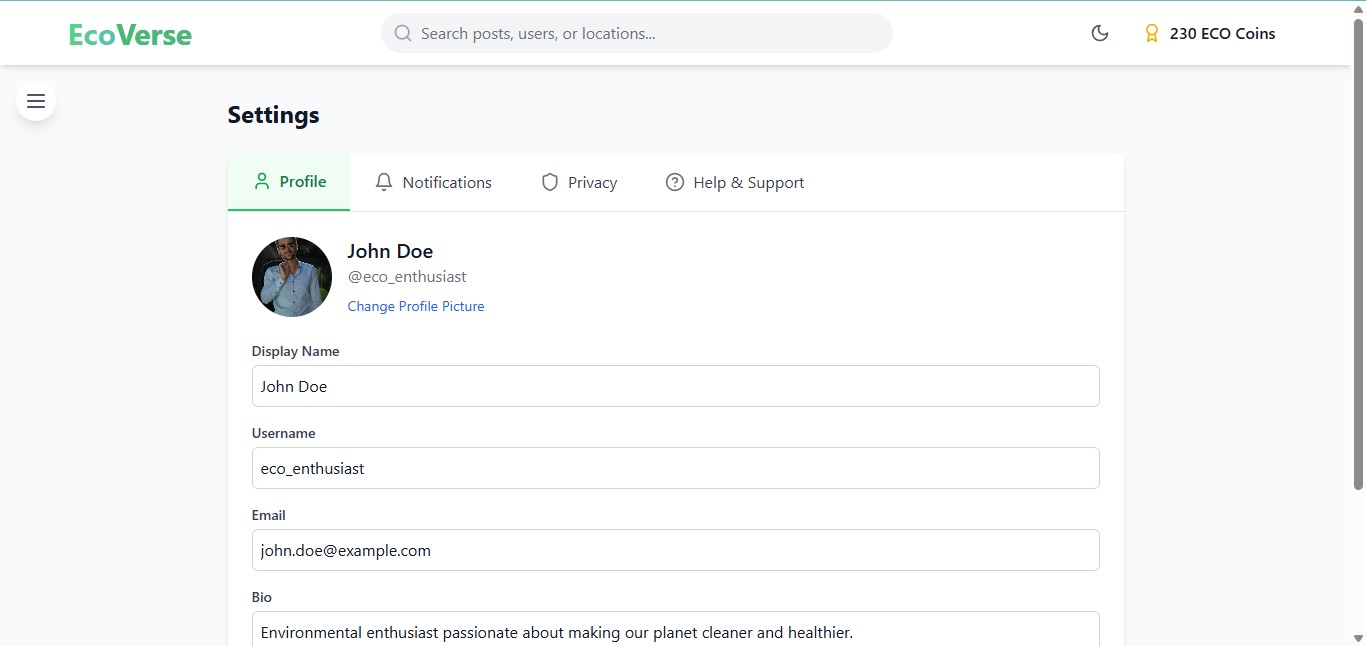 EcoVerse
Search posts, users, or locations...
230 ECO Coins
Settings
Profile
Notifications
Privacy
Help & Support
John Doe
@eco_enthusiast
Change Profile Picture
Display Name
John Doe
Username
eco_enthusiast
Email
john.doe@example.com
Bio
Environmental enthusiast passionate about making our planet cleaner and healthier.